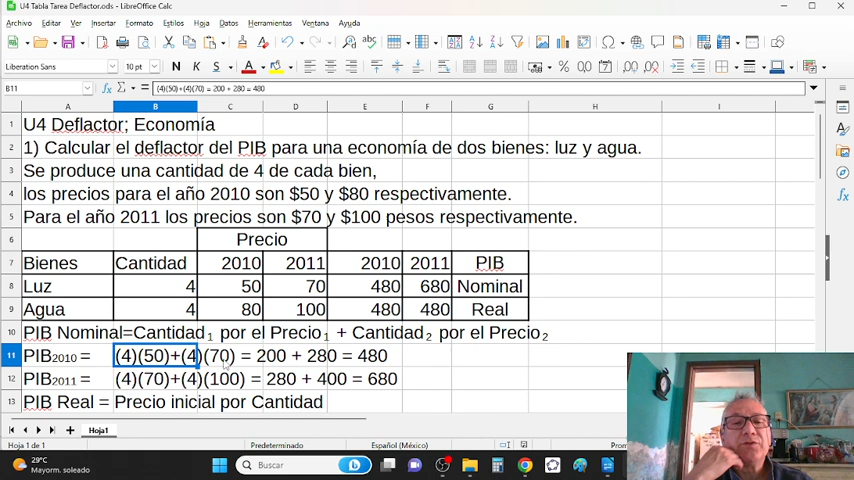 U4 Tabla Tarea Deflactor.ods - LibreOffice Calc
Archivo Editar Ver Insertar Formato Estilos Hoja Datos Herramientas Ventana Ayuda
Liberation Sans 10 pt N K S
B11 (4)(50)+(4)(70) = 200 + 280 = 480
A B C D E F G H I
1 U4 Deflactor; Economía
2 1) Calcular el deflactor del PIB para una economía de dos bienes: luz y agua.
3 Se produce una cantidad de 4 de cada bien,
4 los precios para el año 2010 son $50 y $80 respectivamente.
5 Para el año 2011 los precios son $70 y $100 pesos respectivamente.
6 Precio
7 Bienes Cantidad 2010 2011 2010 2011 PIB
8 Luz 4 50 70 480 680 Nominal
9 Agua 4 80 100 480 480 Real
10 PIB Nominal=Cantidad₁ por el Precio₁ + Cantidad₂ por el Precio₂
11 PIB₂₀₁₀ = (4)(50)+(4)(70) = 200 + 280 = 480
12 PIB₂₀₁₁ = (4)(70)+(4)(100) = 280 + 400 = 680
13 PIB Real = Precio inicial por Cantidad
Hoja1
Hoja 1 de 1 Predeterminado Español (México) Prom
29°C
Mayorm. soleado
Buscar